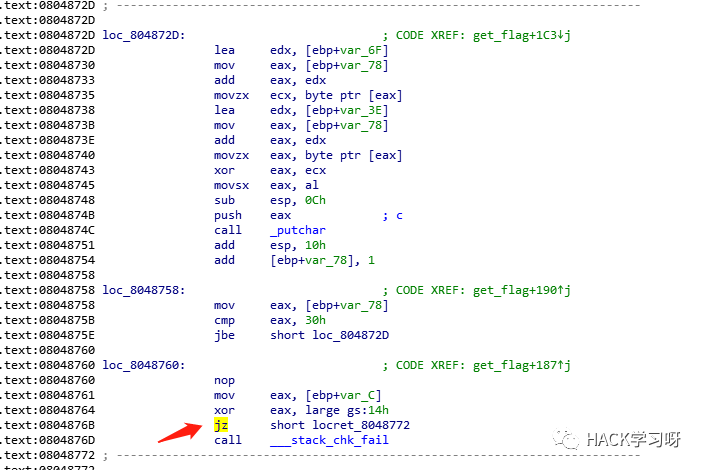 .text:0804872D ; ---------------------------------------------------------------------------
.text:0804872D
.text:0804872D loc_804872D: ; CODE XREF: get_flag+1C3↓j
.text:0804872D lea edx, [ebp+var_6F]
.text:08048730 mov eax, [ebp+var_78]
.text:08048733 add eax, edx
.text:08048735 movzx ecx, byte ptr [eax]
.text:08048738 lea edx, [ebp+var_3E]
.text:0804873B mov eax, [ebp+var_78]
.text:0804873E add eax, edx
.text:08048740 movzx eax, byte ptr [eax]
.text:08048743 xor eax, ecx
.text:08048745 movsx eax, al
.text:08048748 sub esp, 0Ch
.text:0804874B push eax ; c
.text:0804874C call _putchar
.text:08048751 add esp, 10h
.text:08048754 add [ebp+var_78], 1
.text:08048758
.text:08048758 loc_8048758: ; CODE XREF: get_flag+190↑j
.text:08048758 mov eax, [ebp+var_78]
.text:0804875B cmp eax, 30h
.text:0804875E jbe short loc_804872D
.text:08048760
.text:08048760 loc_8048760: ; CODE XREF: get_flag+187↑j
.text:08048760 nop
.text:08048761 mov eax, [ebp+var_C]
.text:08048764 xor eax, large gs:14h
.text:0804876B jz short locret_8048772
.text:0804876D call ___stack_chk_fail
.text:08048772 ; ---------------------------------------------------------------------------
.text:08048772
HACK学习呀